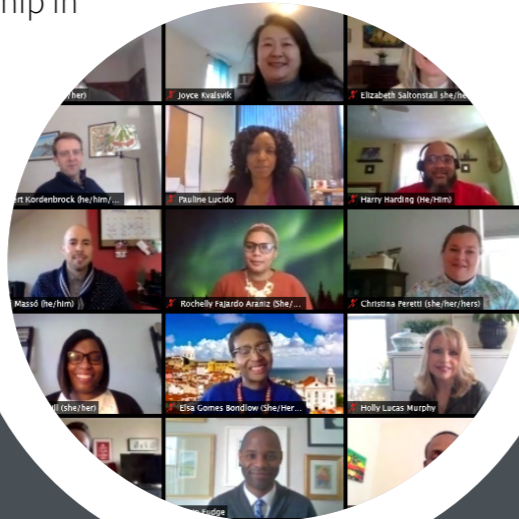 ship in
her)
Joyce Kvalsvik
Elizabeth Saltonstall she/he
ert Kordenbrock (he/him/...
Pauline Lucido
Harry Harding (He/Him)
Massó (he/him)
Rochelly Fajardo Araniz (She/...
Christina Peretti (she/her/hers)
ll (she/her)
Elsa Gomes Bondlow (She/Her...
Holly Lucas Murphy
Fudge